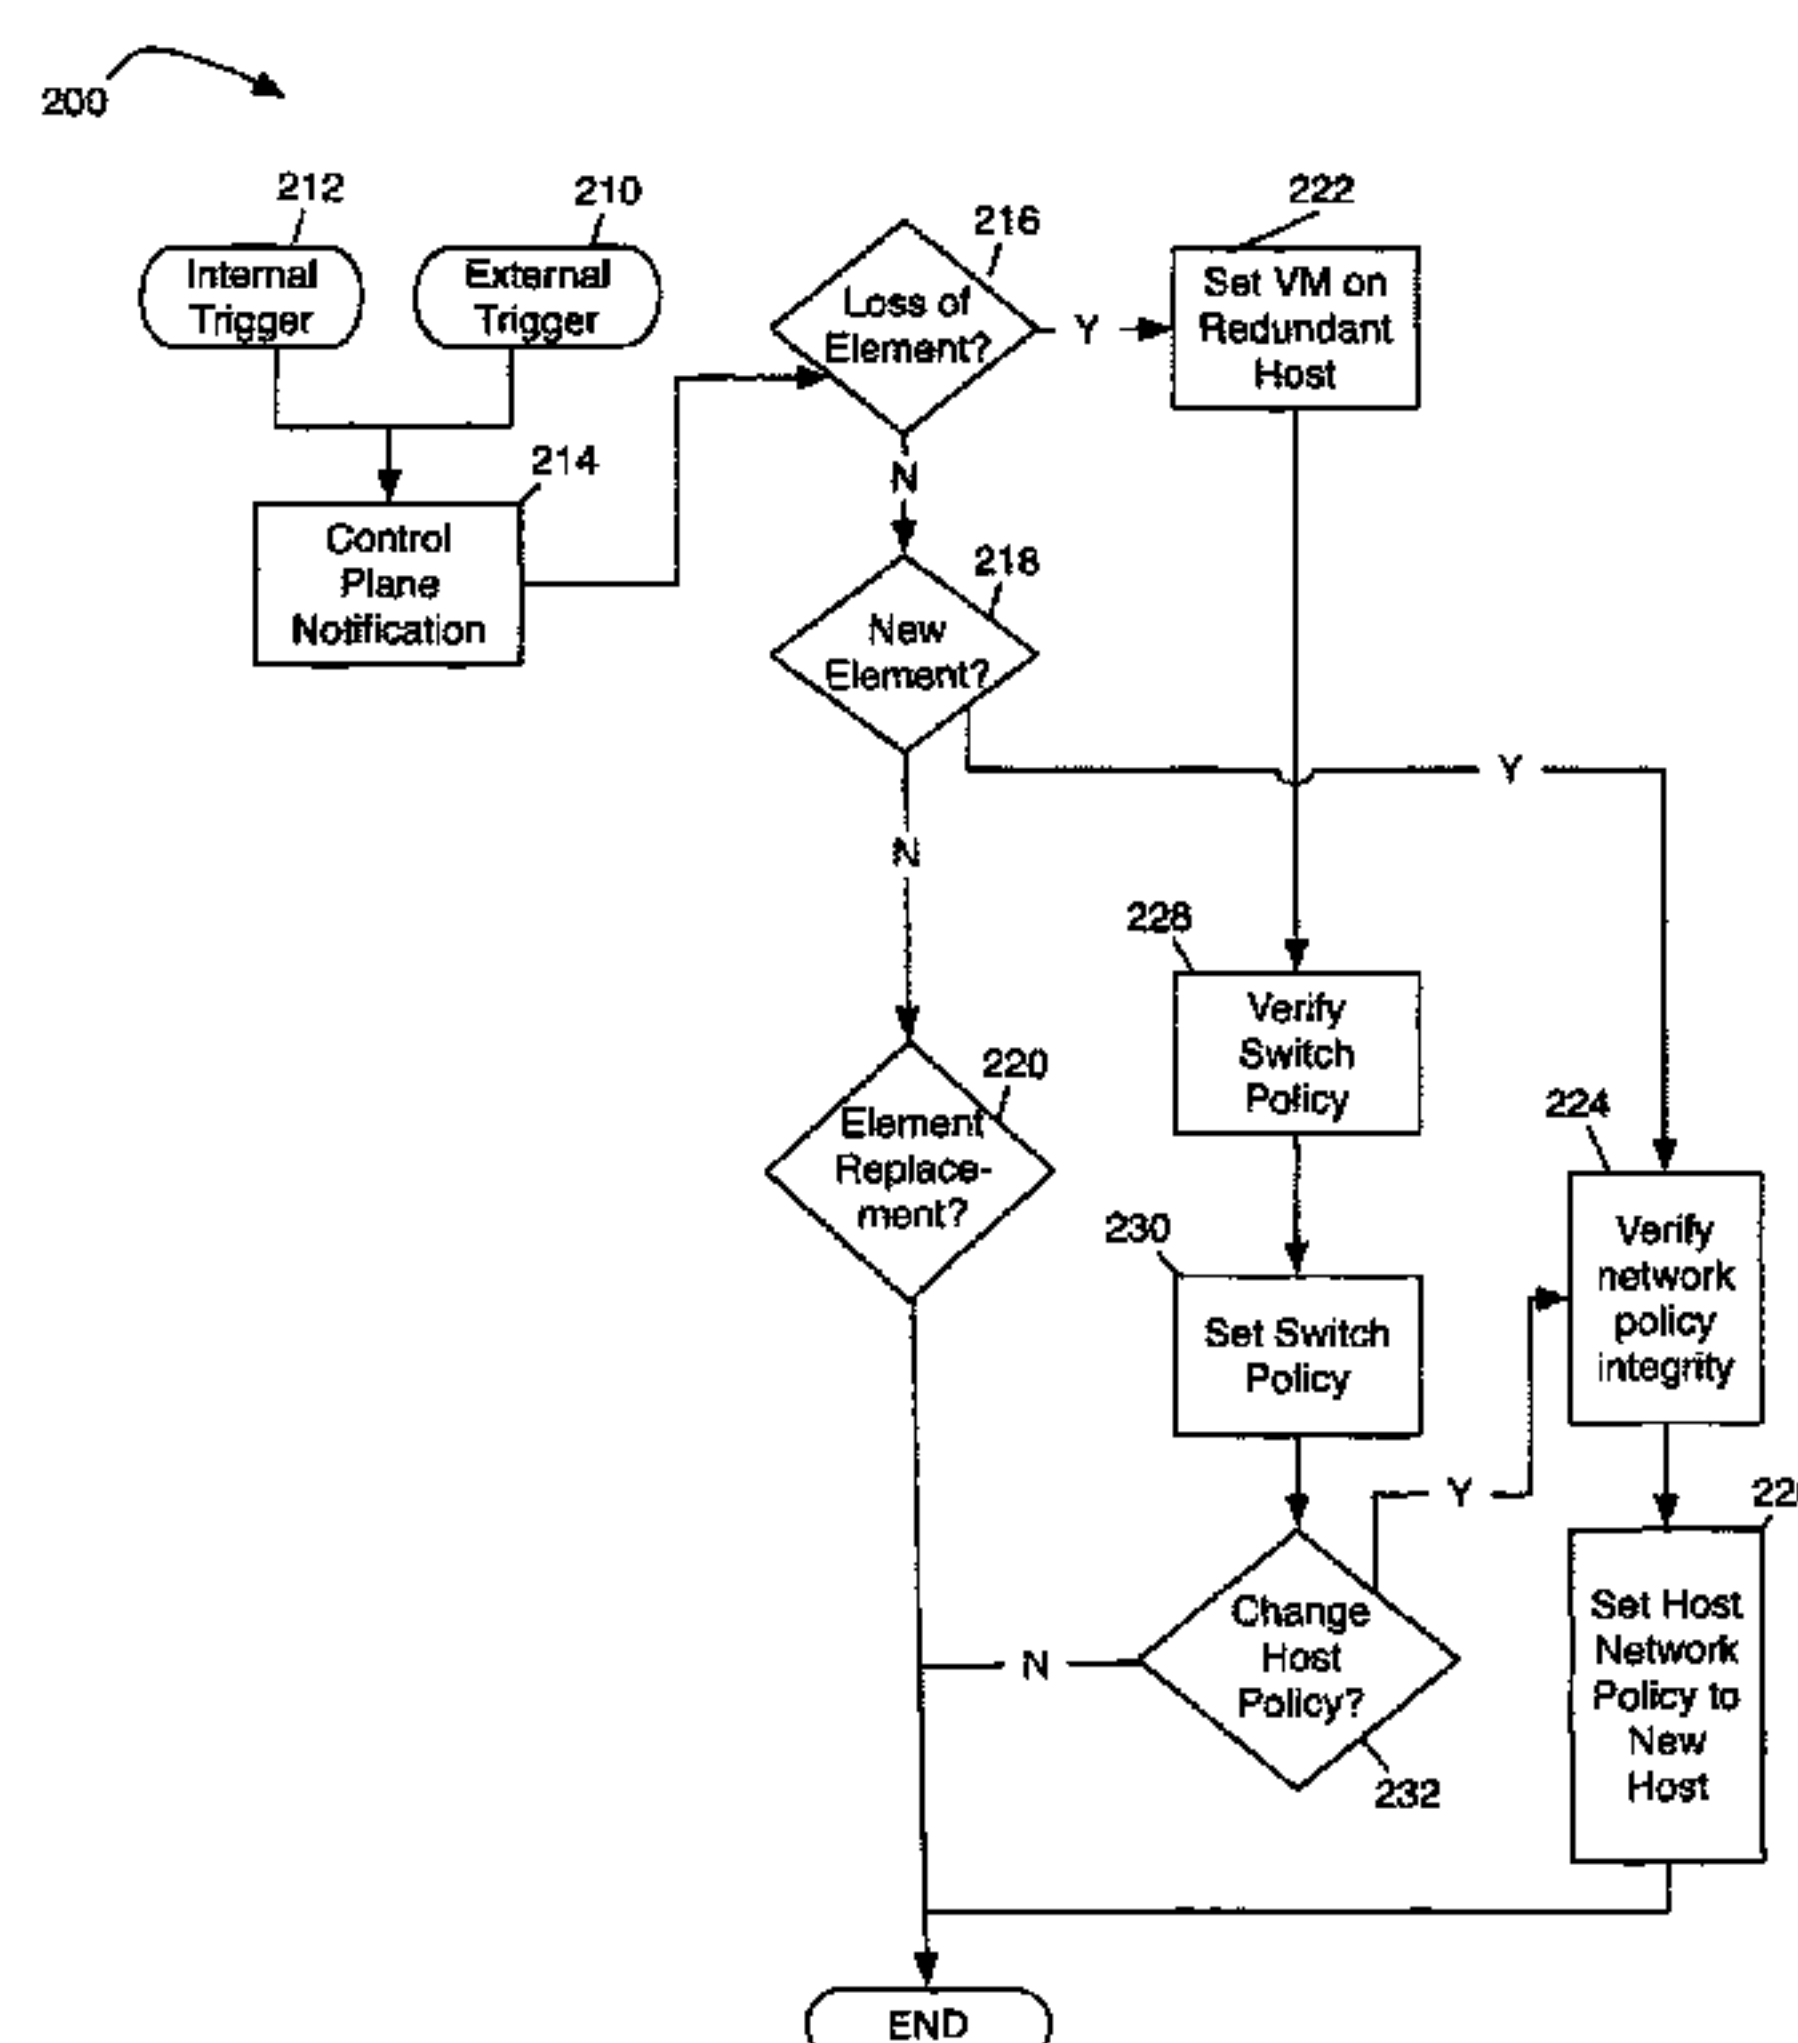 200
212
Internal
Trigger
210
External
Trigger
214
Control
Plane
Notification
216
Loss of
Element?
Y
N
222
Set VM on
Redundant
Host
218
New
Element?
Y
N
228
Verify
Switch
Policy
220
Element
Replace-
ment?
230
Set Switch
Policy
224
Verify
network
policy
integrity
Y
N
Change
Host
Policy?
232
Set Host
Network
Policy to
New
Host
END